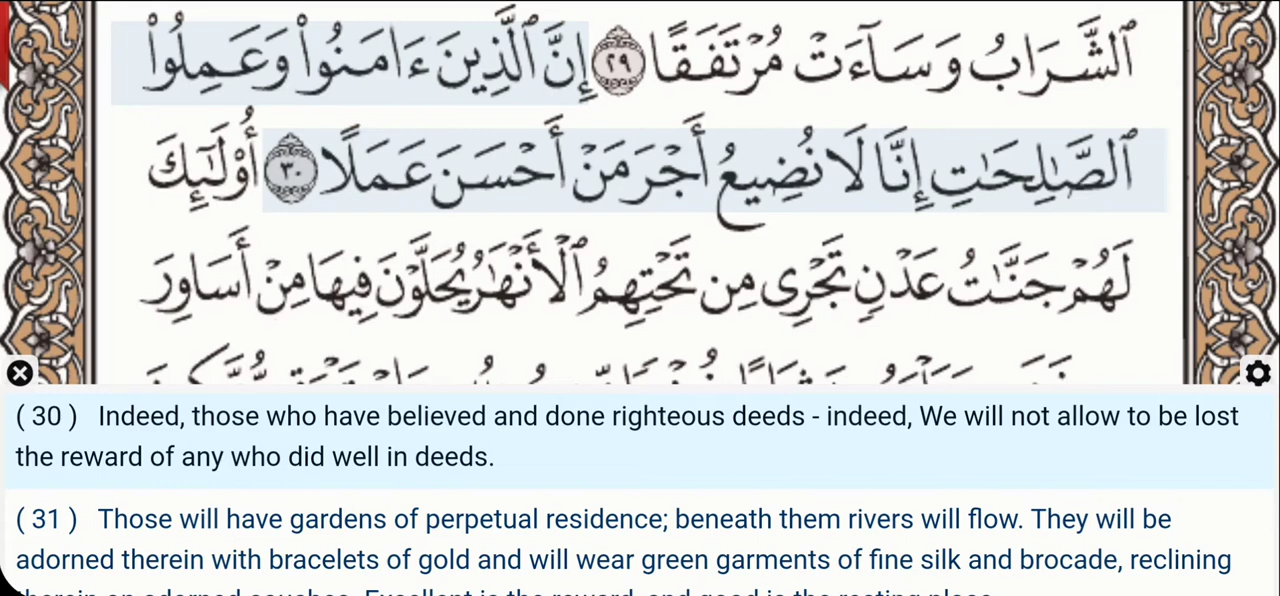 ٱلشَّرَابُ وَسَآءَتْ مُرْتَفَقًا ٢٩ إِنَّ ٱلَّذِينَ ءَامَنُوا۟ وَعَمِلُوا۟
ٱلصَّـٰلِحَـٰتِ إِنَّا لَا نُضِيعُ أَجْرَ مَنْ أَحْسَنَ عَمَلًا ٣٠ أُو۟لَـٰٓئِكَ
لَهُمْ جَنَّـٰتُ عَدْنٍ تَجْرِى مِن تَحْتِهِمُ ٱلْأَنْهَـٰرُ يُحَلَّوْنَ فِيهَا مِنْ أَسَاوِرَ
( 30 ) Indeed, those who have believed and done righteous deeds - indeed, We will not allow to be lost
the reward of any who did well in deeds.
( 31 ) Those will have gardens of perpetual residence; beneath them rivers will flow. They will be
adorned therein with bracelets of gold and will wear green garments of fine silk and brocade, reclining